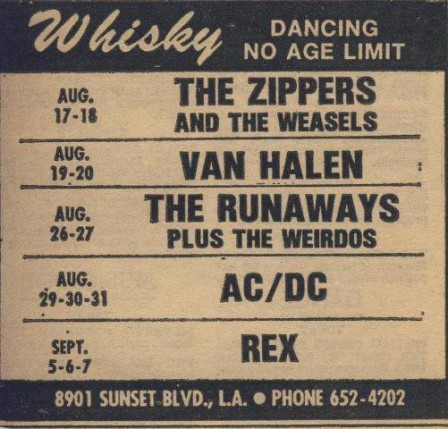 Whisky DANCING
NO AGE LIMIT
AUG.
17-18
THE ZIPPERS
AND THE WEASELS
AUG.
19-20
VAN HALEN
AUG.
26-27
THE RUNAWAYS
PLUS THE WEIRDOS
AUG.
29-30-31
AC/DC
SEPT.
5-6-7
REX
8901 SUNSET BLVD., L.A. ● PHONE 652-4202